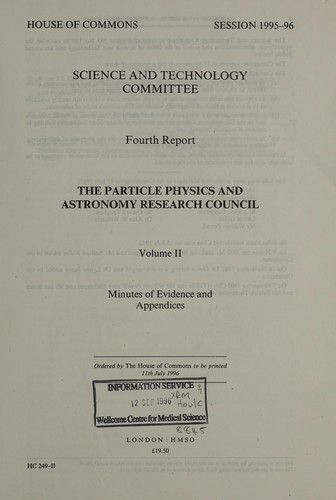 HOUSE OF COMMONS SESSION 1995–96
SCIENCE AND TECHNOLOGY
COMMITTEE
Fourth Report
THE PARTICLE PHYSICS AND
ASTRONOMY RESEARCH COUNCIL
Volume II
Minutes of Evidence and
Appendices
Ordered by The House of Commons to be printed
11th July 1996
INFORMATION SERVICE
12 SEP 1996
Wellcome Centre for Medical Science
8845
LONDON: HMSO
£19.50
HC 249–II